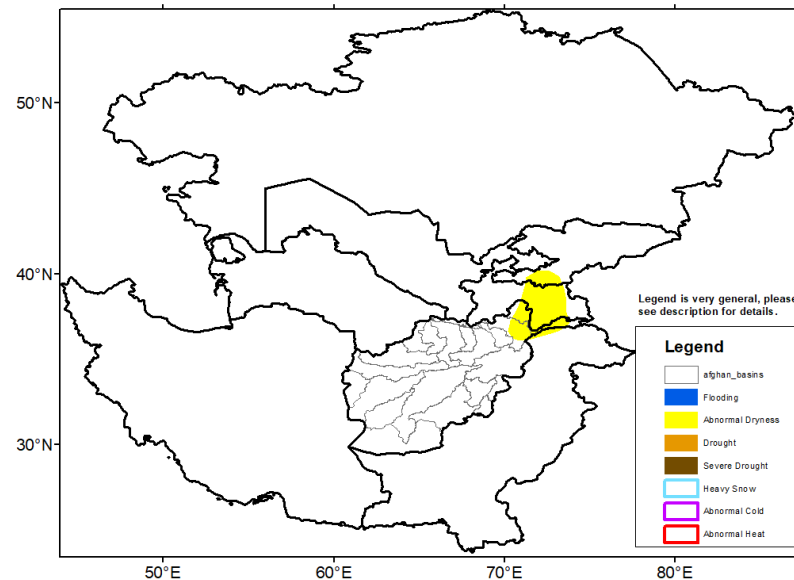 50°N
40°N
30°N
50°E
60°E
70°E
80°E
Legend is very general, please
see description for details.
Legend
afghan_basins
Flooding
Abnormal Dryness
Drought
Severe Drought
Heavy Snow
Abnormal Cold
Abnormal Heat